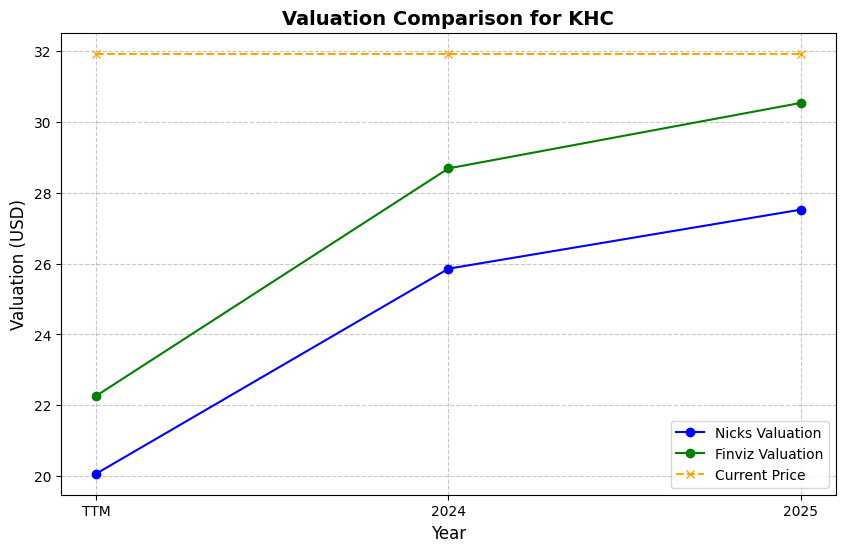 Valuation Comparison for KHC
32
30
28
26
24
22
20
Valuation (USD)
TTM
2024
2025
Year
Nicks Valuation
Finviz Valuation
Current Price